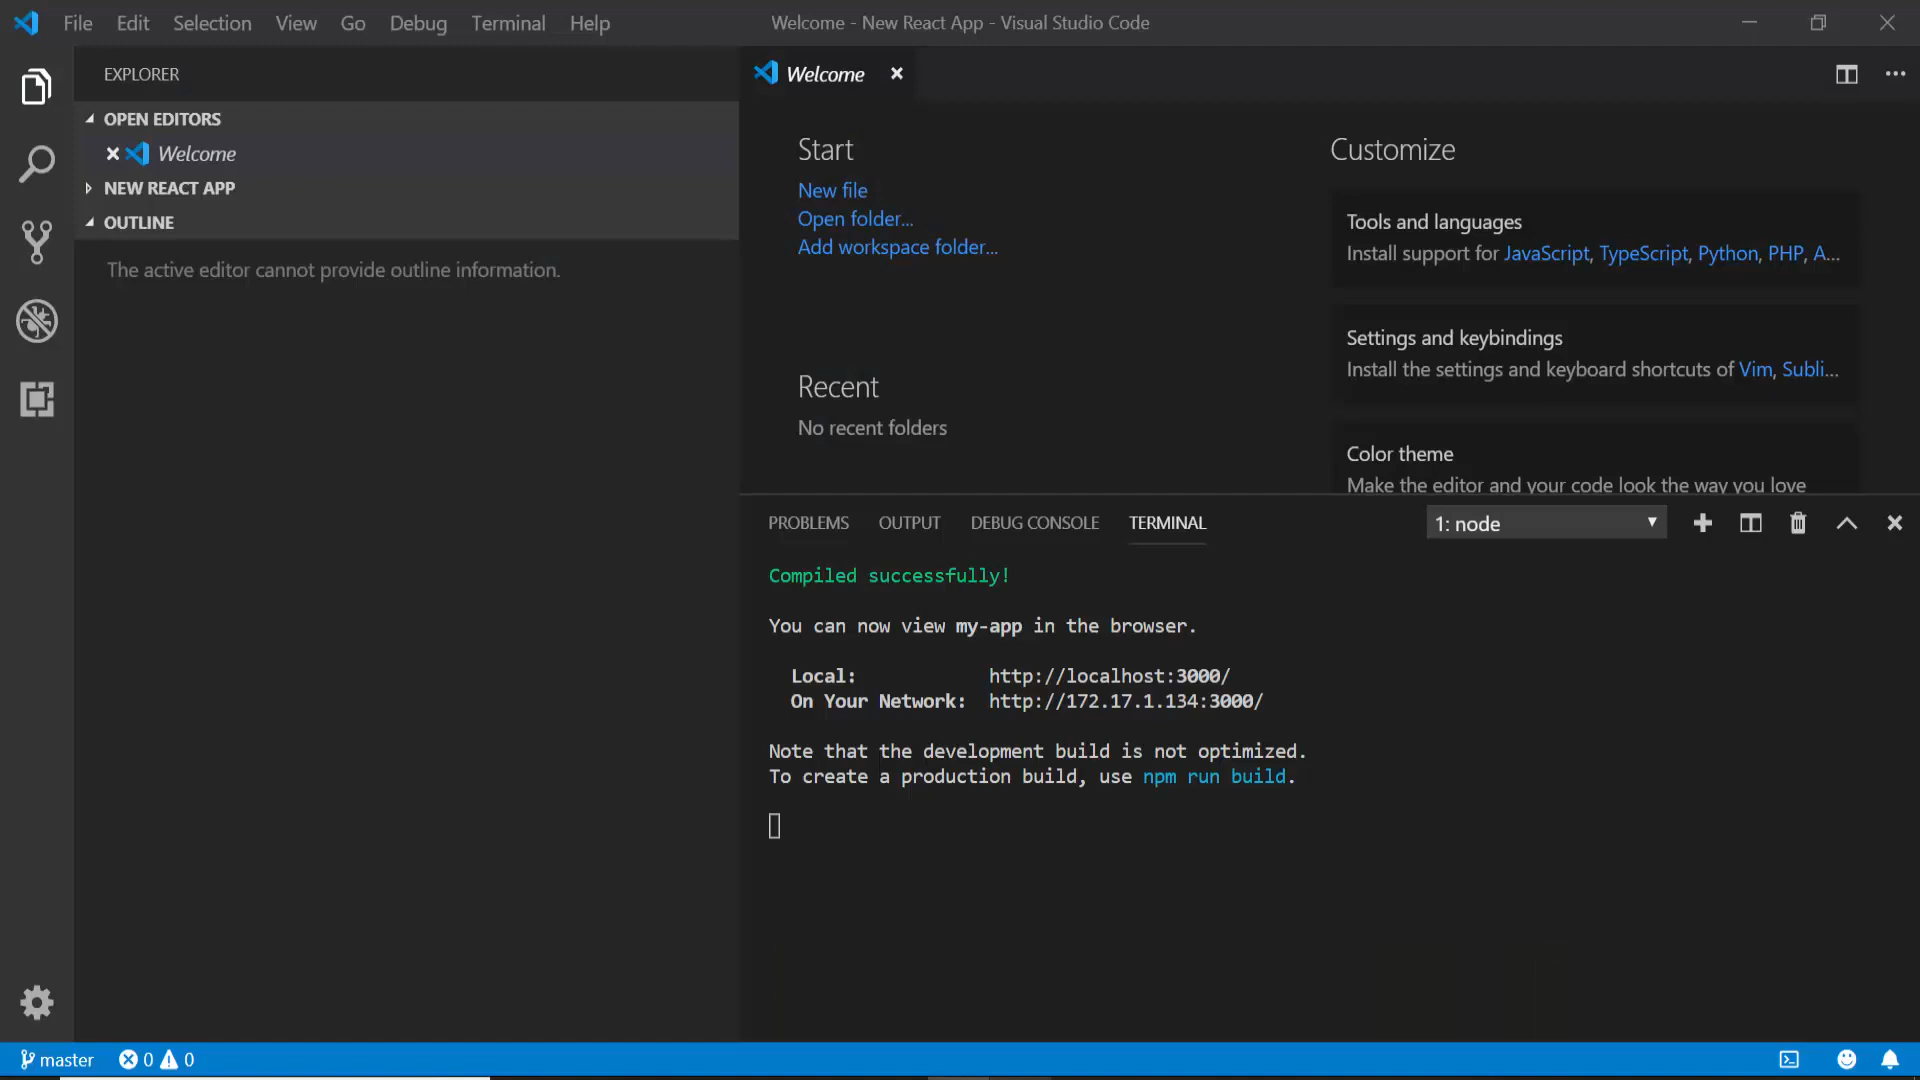 File Edit Selection View Go Debug Terminal Help
Welcome - New React App - Visual Studio Code
EXPLORER
OPEN EDITORS
Welcome
NEW REACT APP
OUTLINE
The active editor cannot provide outline information.
Welcome
Start
New file
Open folder...
Add workspace folder...
Recent
No recent folders
Customize
Tools and languages
Install support for JavaScript, TypeScript, Python, PHP, A...
Settings and keybindings
Install the settings and keyboard shortcuts of Vim, Subli...
Color theme
Make the editor and your code look the way you love
PROBLEMS OUTPUT DEBUG CONSOLE TERMINAL
1: node
Compiled successfully!
You can now view my-app in the browser.
Local: http://localhost:3000/
On Your Network: http://172.17.1.134:3000/
Note that the development build is not optimized.
To create a production build, use npm run build.
master 0 0